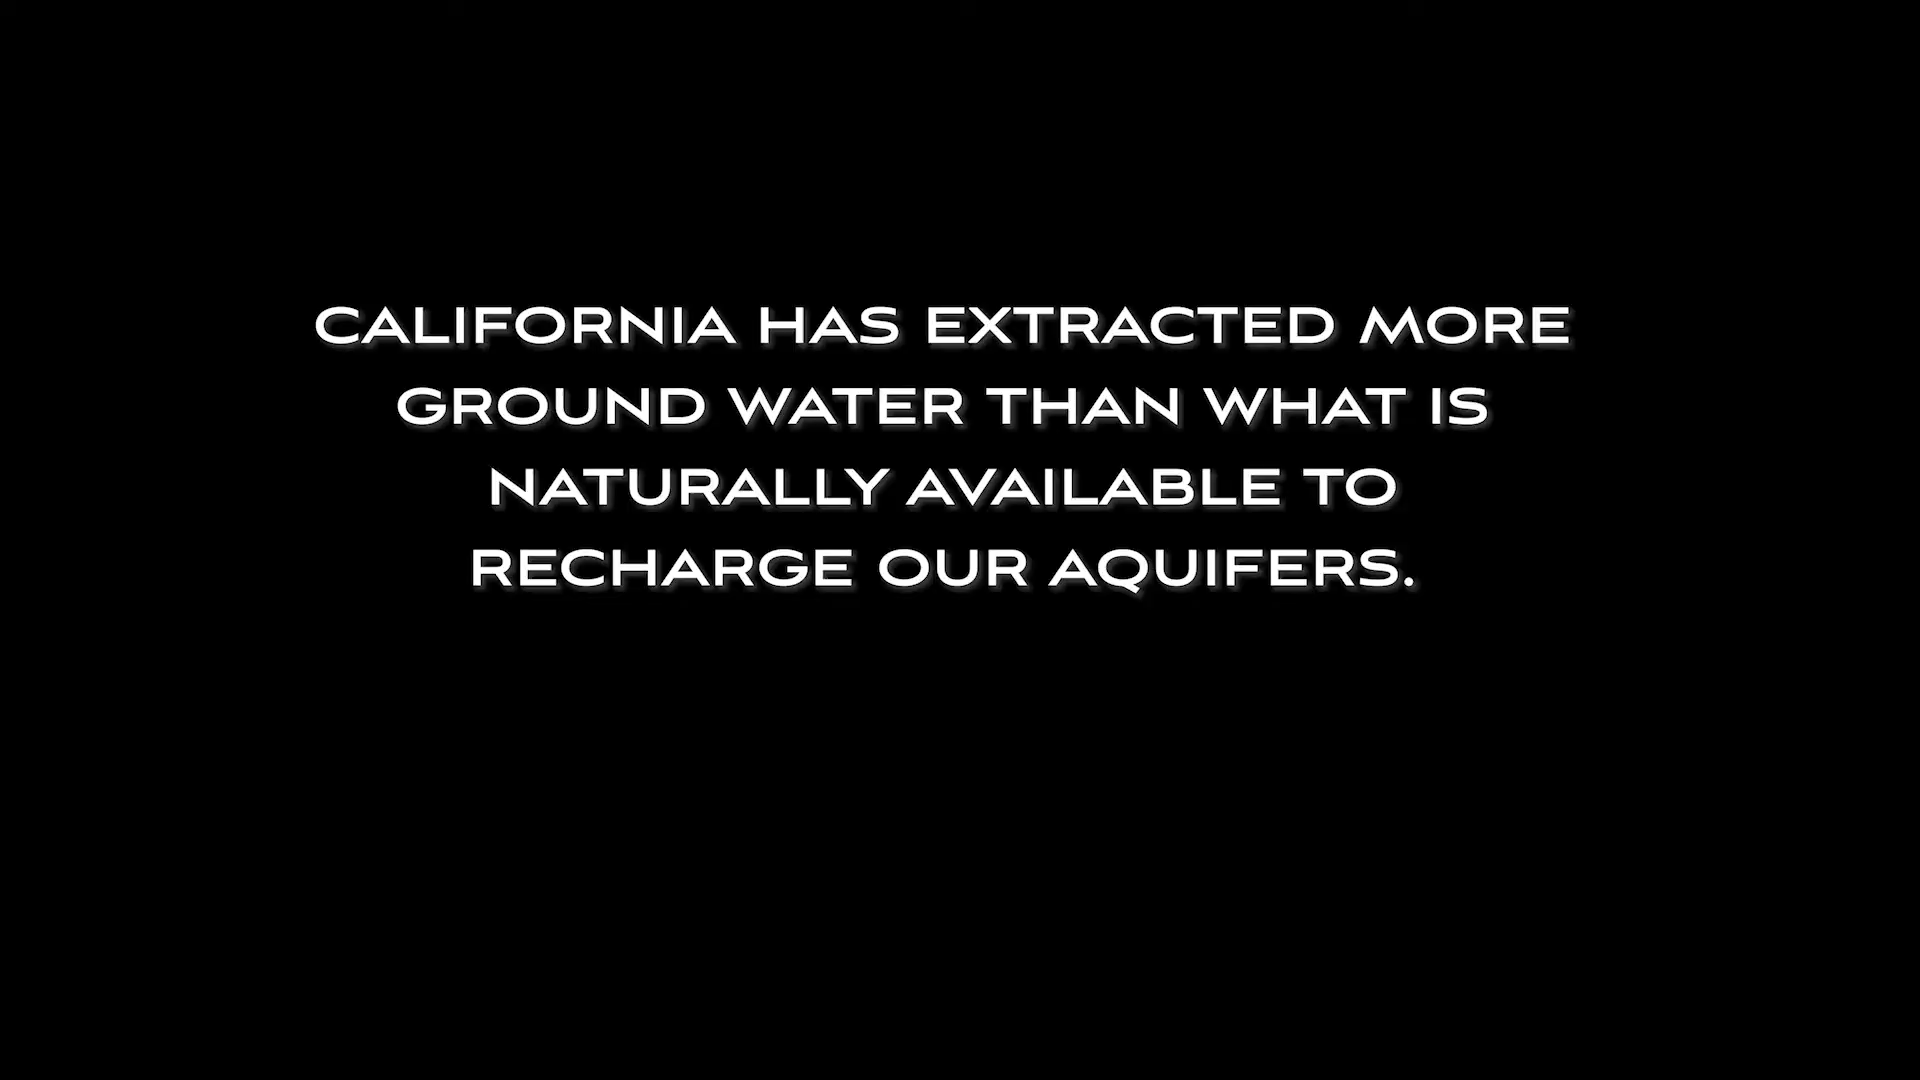 CALIFORNIA HAS EXTRACTED MORE
GROUND WATER THAN WHAT IS
NATURALLY AVAILABLE TO
RECHARGE OUR AQUIFERS.